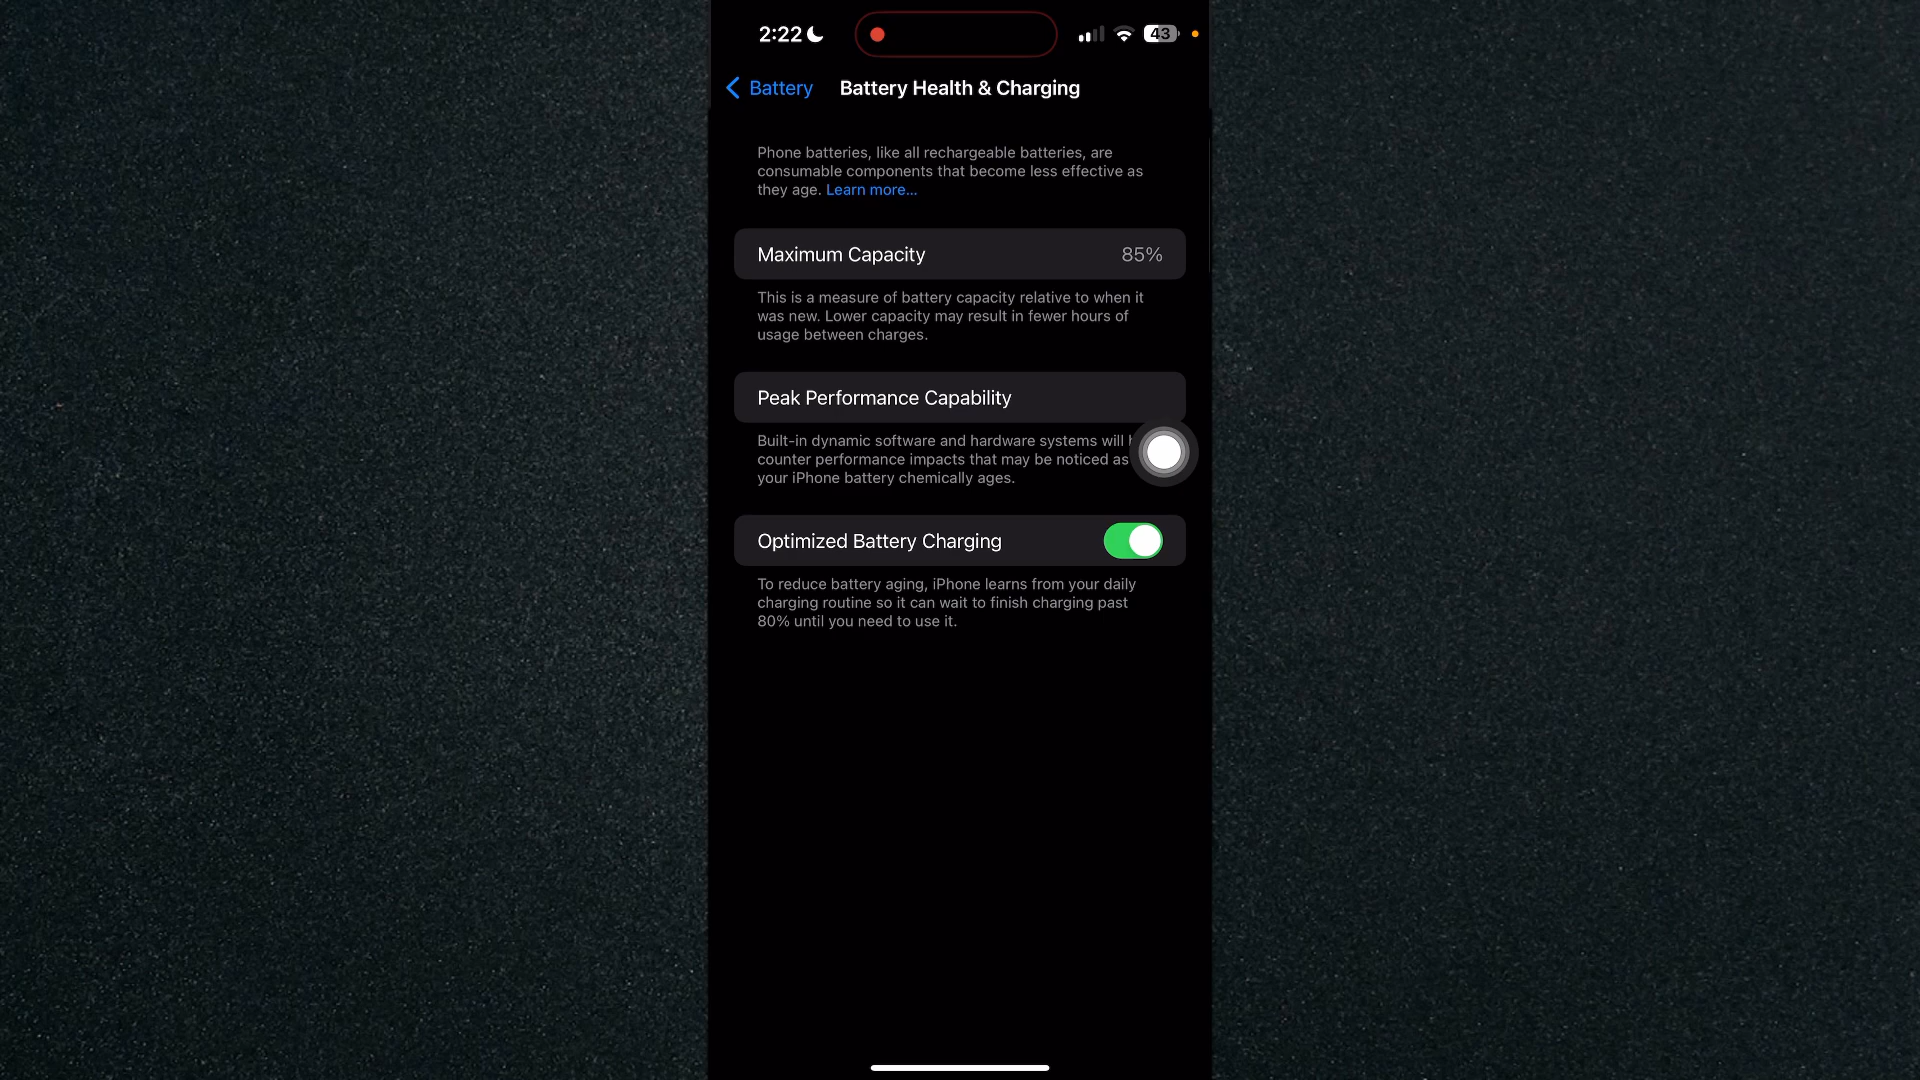 2:22
43
Battery
Battery Health & Charging
Phone batteries, like all rechargeable batteries, are
consumable components that become less effective as
they age. Learn more...
Maximum Capacity 85%
This is a measure of battery capacity relative to when it
was new. Lower capacity may result in fewer hours of
usage between charges.
Peak Performance Capability
Built-in dynamic software and hardware systems will
counter performance impacts that may be noticed as
your iPhone battery chemically ages.
Optimized Battery Charging
To reduce battery aging, iPhone learns from your daily
charging routine so it can wait to finish charging past
80% until you need to use it.